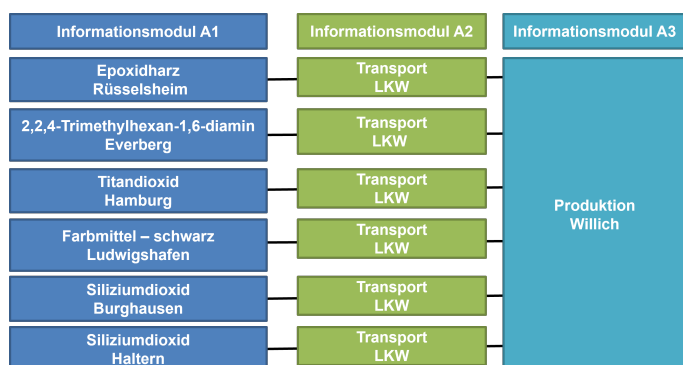 Informationsmodul A1
Informationsmodul A2
Informationsmodul A3
Epoxidharz
Rüsselsheim
Transport
LKW
2,2,4-Trimethylhexan-1,6-diamin
Everberg
Transport
LKW
Titandioxid
Hamburg
Transport
LKW
Farbmittel – schwarz
Ludwigshafen
Transport
LKW
Siliziumdioxid
Burghausen
Transport
LKW
Siliziumdioxid
Haltern
Transport
LKW
Produktion
Willich